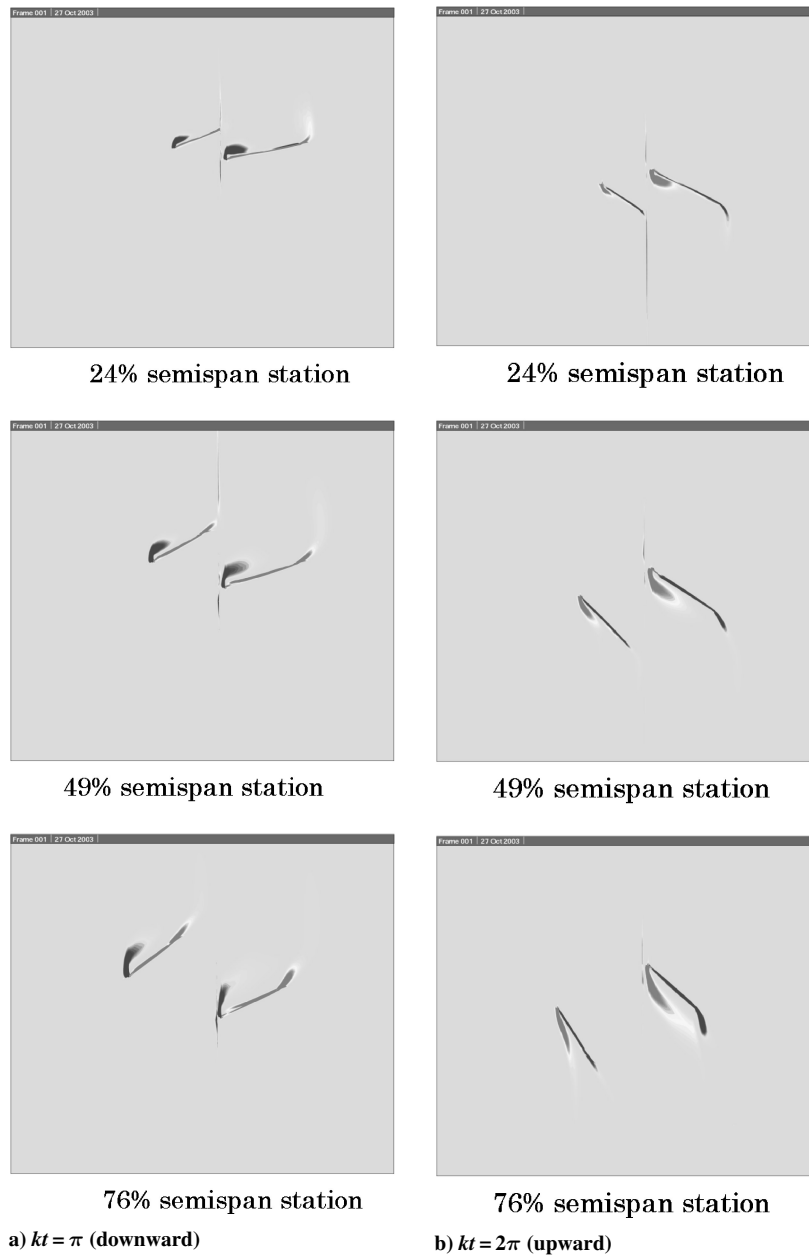 Frame 001 | 27 Oct 2003 |
Frame 001 | 27 Oct 2003 |
24% semispan station
24% semispan station
Frame 001 | 27 Oct 2003 |
Frame 001 | 27 Oct 2003 |
49% semispan station
49% semispan station
Frame 001 | 27 Oct 2003 |
Frame 001 | 27 Oct 2003 |
76% semispan station
76% semispan station
a) kt = π (downward)
b) kt = 2π (upward)